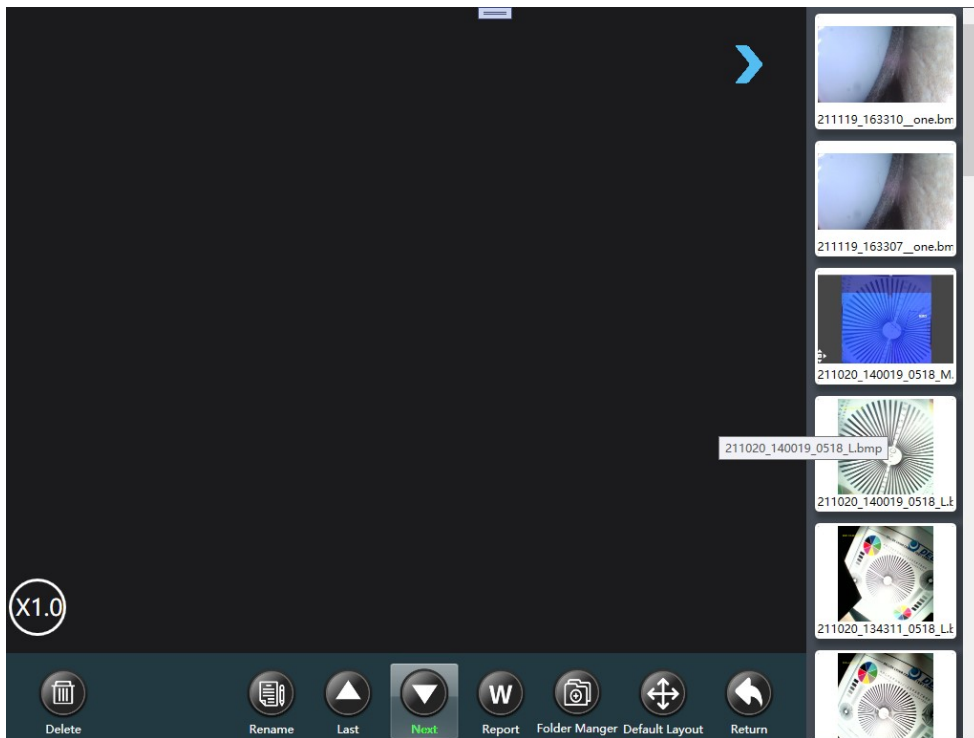 211119_163310__one.bm
211119_163307__one.bm
211020_140019_0518_M.
211020_140019_0518_L.bmp
211020_140019_0518_L.b
211020_134311_0518_L.b
X1.0
Delete
Rename
Last
Next
W
Report
Folder Manger
Default Layout
Return